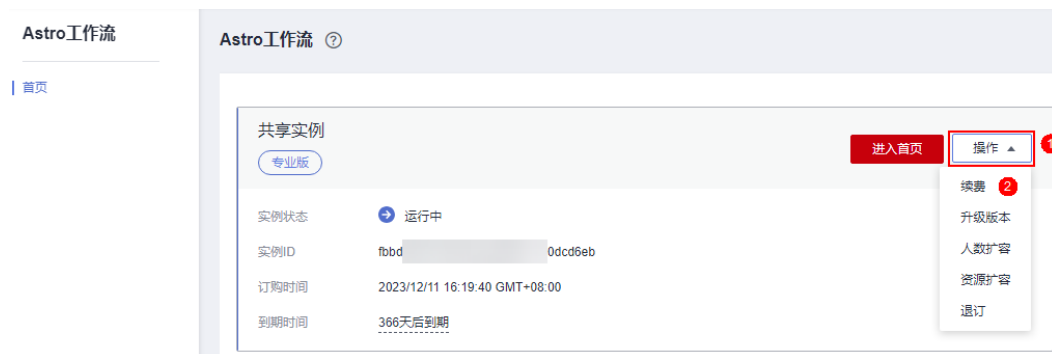 Astro工作流
首页
Astro工作流 ?
共享实例
专业版
进入首页
操作
1
续费 2
升级版本
人数扩容
资源扩容
退订
实例状态 运行中
实例ID fbbd 0dcd6eb
订购时间 2023/12/11 16:19:40 GMT+08:00
到期时间 366天后到期